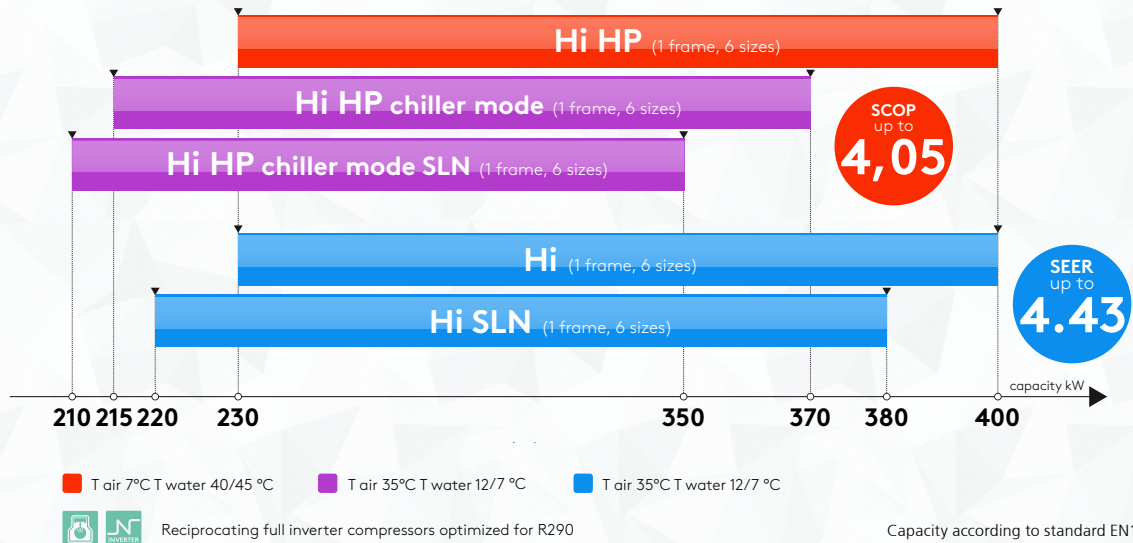 Hi HP (1 frame, 6 sizes)
Hi HP chiller mode (1 frame, 6 sizes)
SCOP
up to
4,05
Hi HP chiller mode SLN (1 frame, 6 sizes)
Hi (1 frame, 6 sizes)
SEER
up to
4.43
Hi SLN (1 frame, 6 sizes)
capacity kW
210 215 220 230 350 370 380 400
T air 7°C T water 40/45 °C T air 35°C T water 12/7 °C T air 35°C T water 12/7 °C
INVERTER
Reciprocating full inverter compressors optimized for R290 Capacity according to standard